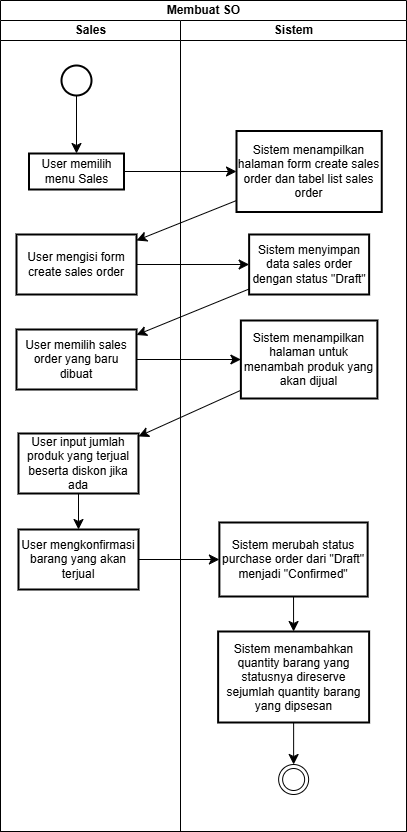 Membuat SO
Sales
Sistem
User memilih
menu Sales
Sistem menampilkan
halaman form create sales
order dan tabel list sales
order
User mengisi form
create sales order
Sistem menyimpan
data sales order
dengan status "Draft"
User memilih sales
order yang baru
dibuat
Sistem menampilkan
halaman untuk
menambah produk yang
akan dijual
User input jumlah
produk yang terjual
beserta diskon jika
ada
User mengkonfirmasi
barang yang akan
terjual
Sistem merubah status
purchase order dari "Draft"
menjadi "Confirmed"
Sistem menambahkan
quantity barang yang
statusnya direserve
sejumlah quantity barang
yang dipsesan